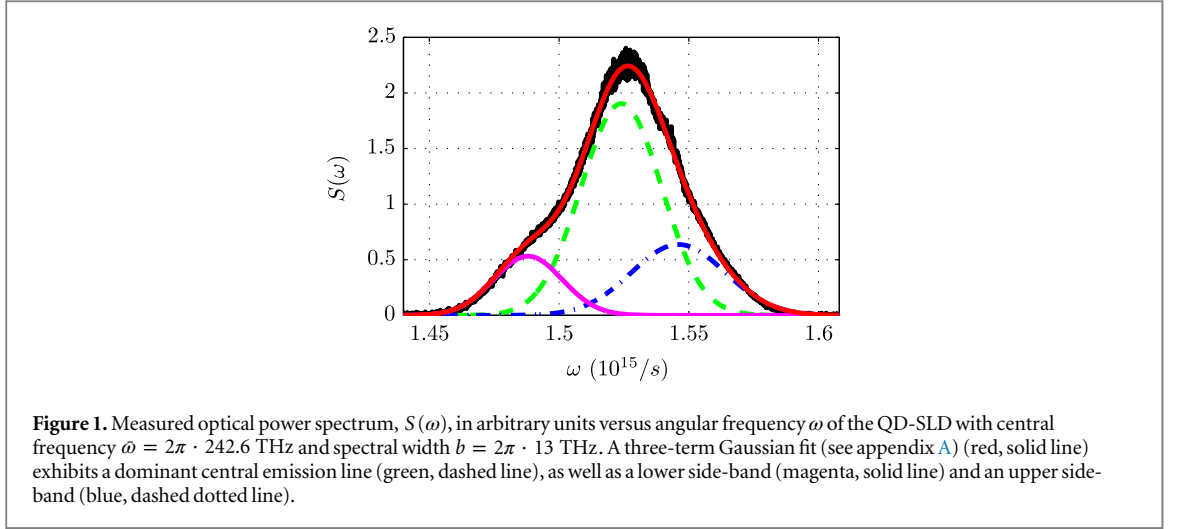 2.5
2
1.5
1
0.5
0
S(ω)
1.45 1.5 1.55 1.6
ω (10¹⁵/s)
Figure 1. Measured optical power spectrum, S(ω), in arbitrary units versus angular frequency ω of the QD-SLD with central
frequency ω̄ = 2π · 242.6 THz and spectral width b = 2π · 13 THz. A three-term Gaussian fit (see appendix A) (red, solid line)
exhibits a dominant central emission line (green, dashed line), as well as a lower side-band (magenta, solid line) and an upper side-
band (blue, dashed dotted line).